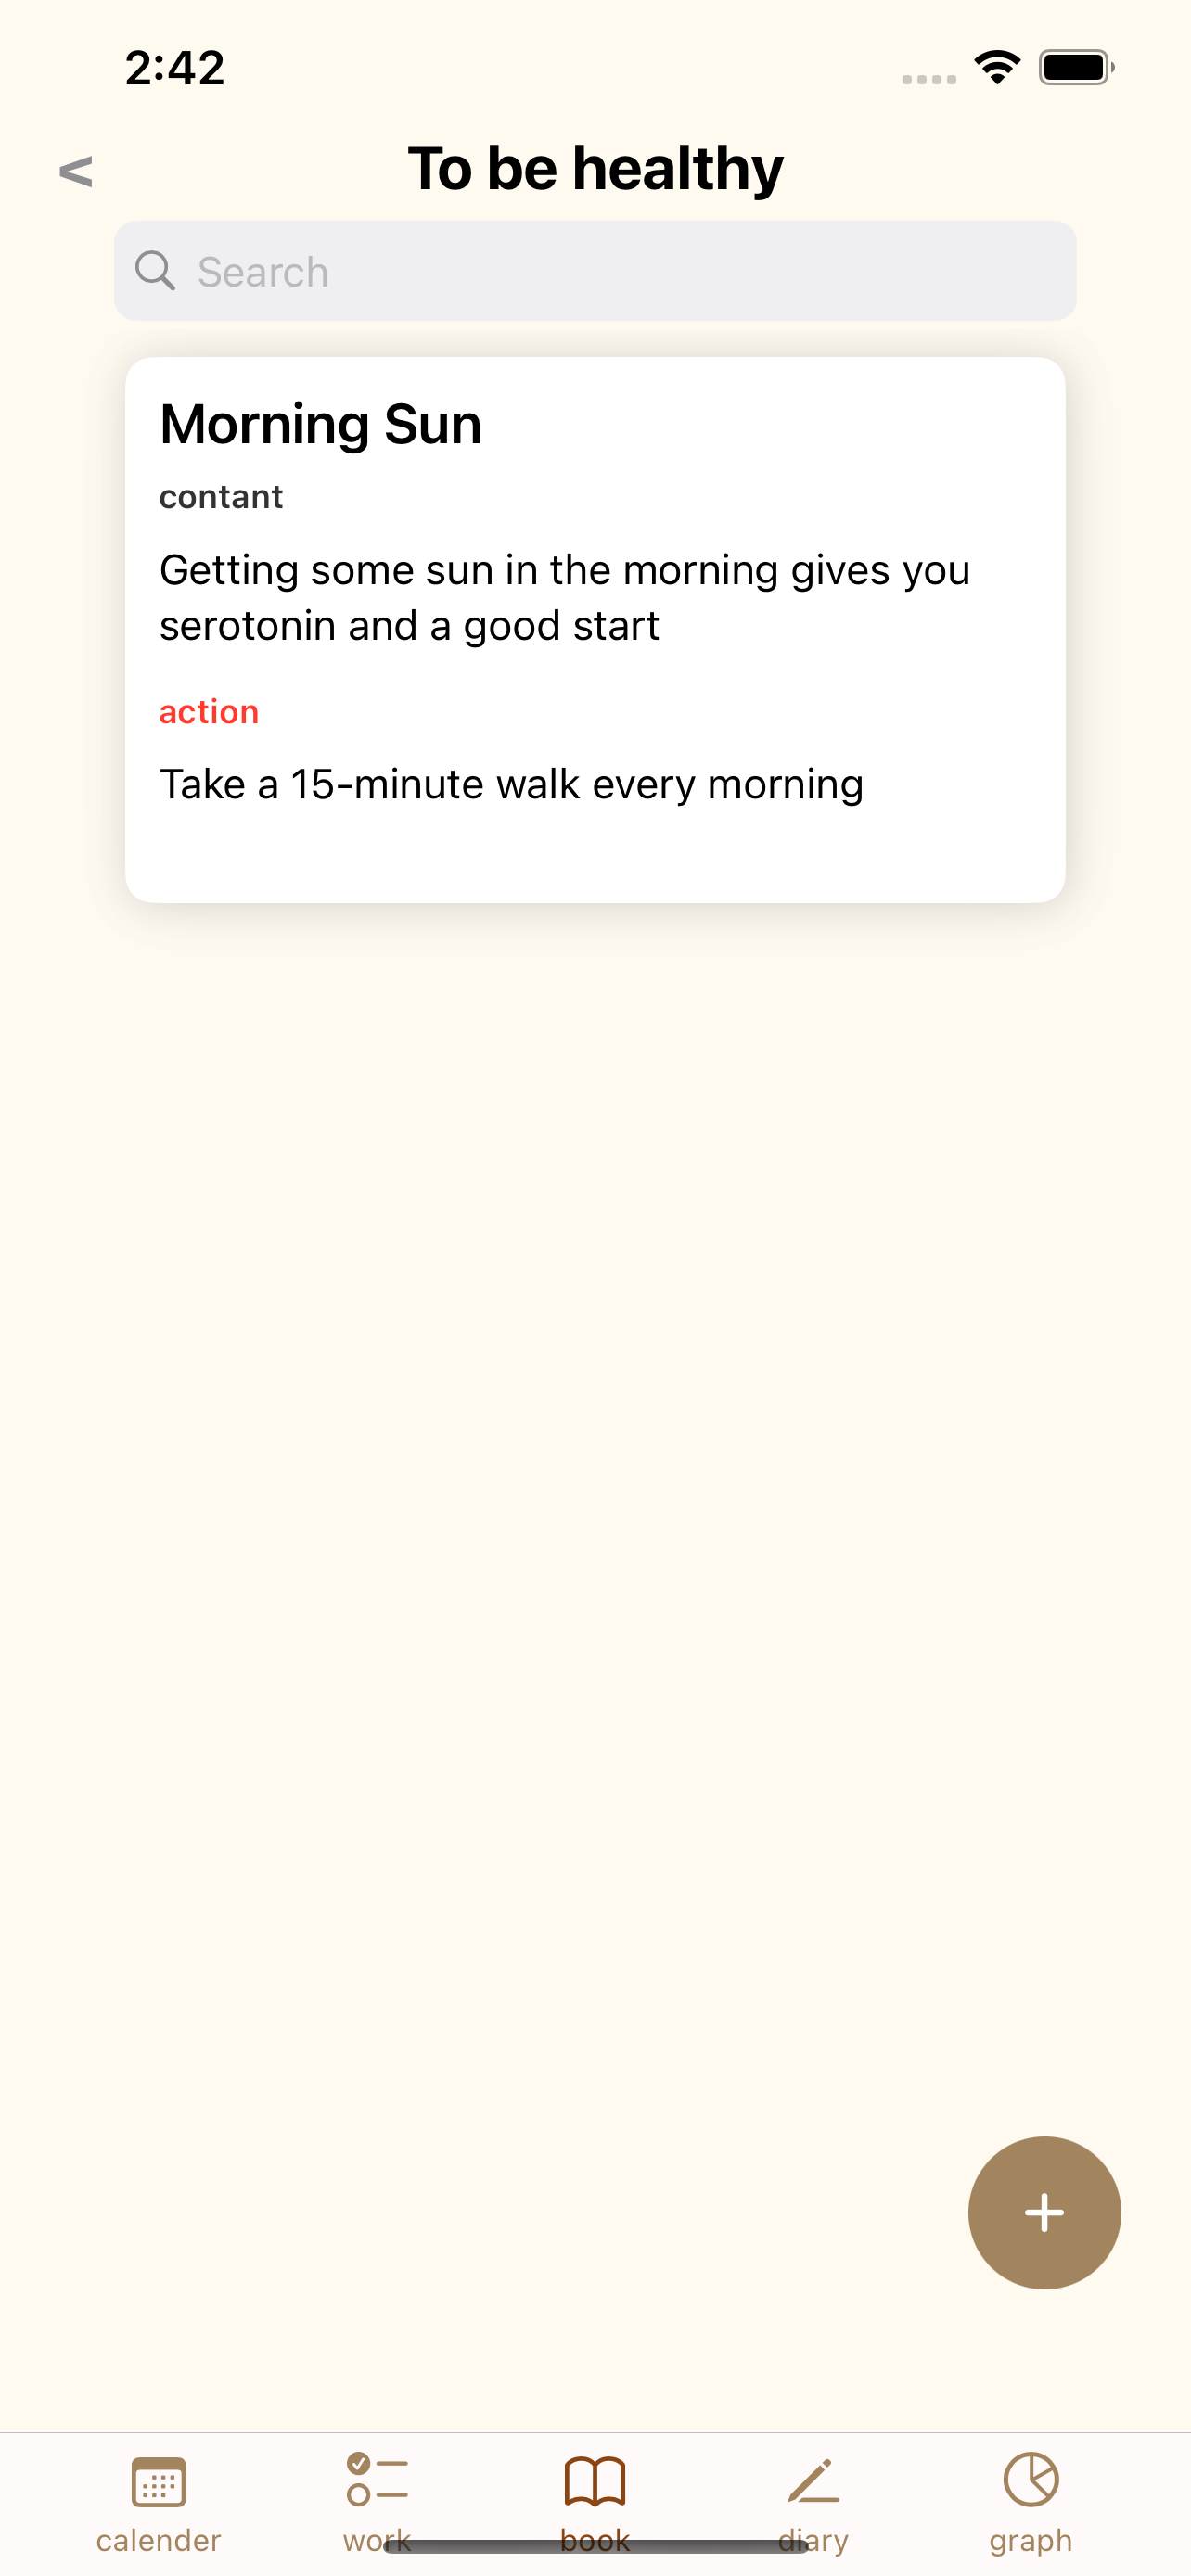 2:42
<
To be healthy
Search
Morning Sun
contant
Getting some sun in the morning gives you
serotonin and a good start
action
Take a 15-minute walk every morning
+
calender work book diary graph